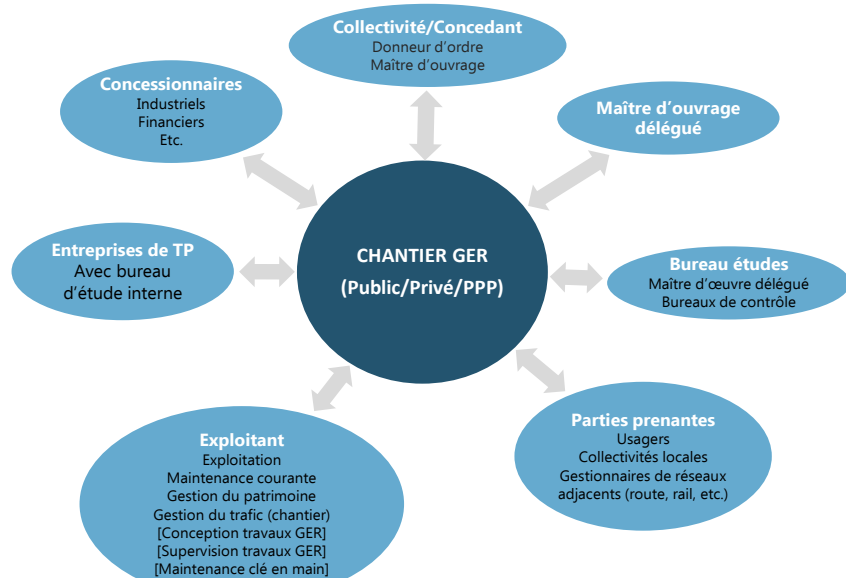 Collectivité/Concedant
Donneur d'ordre
Maître d'ouvrage
Concessionnaires
Industriels
Financiers
Etc.
Maître d'ouvrage
délégué
Entreprises de TP
Avec bureau
d'étude interne
CHANTIER GER
(Public/Privé/PPP)
Bureau études
Maître d'œuvre délégué
Bureaux de contrôle
Exploitant
Exploitation
Maintenance courante
Gestion du patrimoine
Gestion du trafic (chantier)
[Conception travaux GER]
[Supervision travaux GER]
[Maintenance clé en main]
Parties prenantes
Usagers
Collectivités locales
Gestionnaires de réseaux
adjacents (route, rail, etc.)